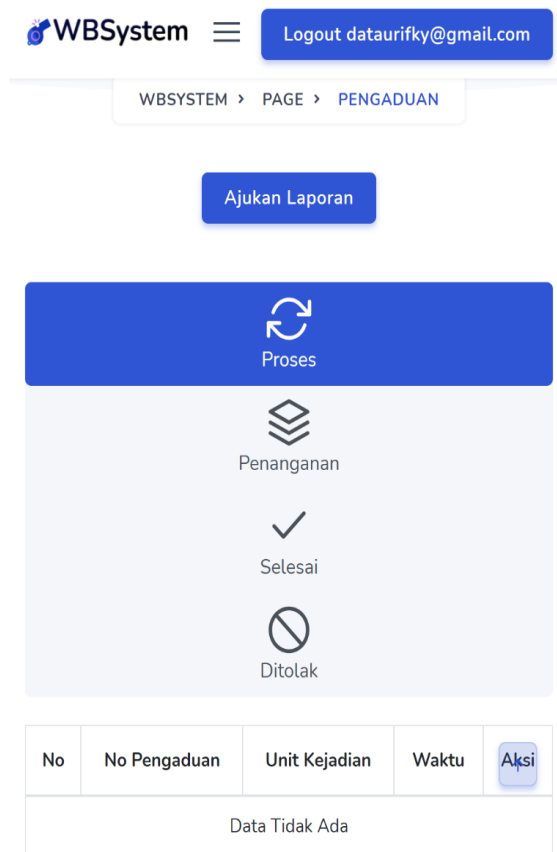 WBSystem
Logout dataurifky@gmail.com
WBSYSTEM > PAGE > PENGADUAN
Ajukan Laporan
Proses
Penanganan
Selesai
Ditolak
No No Pengaduan Unit Kejadian Waktu Aksi
Data Tidak Ada